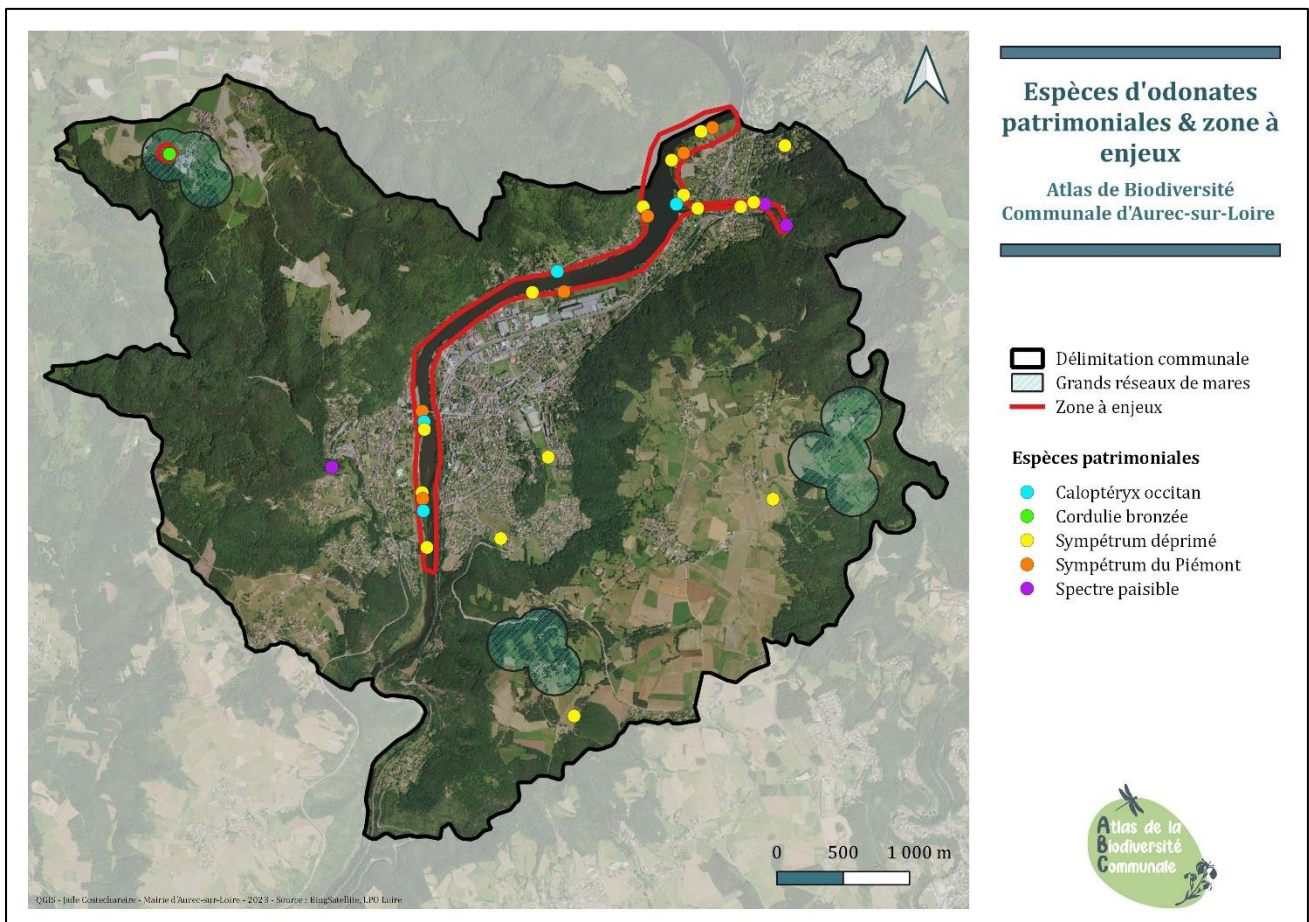 Espèces d'odonates
patrimoniales & zone à
enjeux
Atlas de Biodiversité
Communale d'Aurec-sur-Loire
Délimitation communale
Grands réseaux de mares
Zone à enjeux
Espèces patrimoniales
Caloptéryx occitan
Cordulie bronzée
Sympétrum déprimé
Sympétrum du Piémont
Spectre paisible
0 500 1 000 m
Atlas de la
Biodiversité
Communale
QGIS - Jade Costechareire - Mairie d'Aurec-sur-Loire - 2023 - Source : BingSatellite, LPO Loire